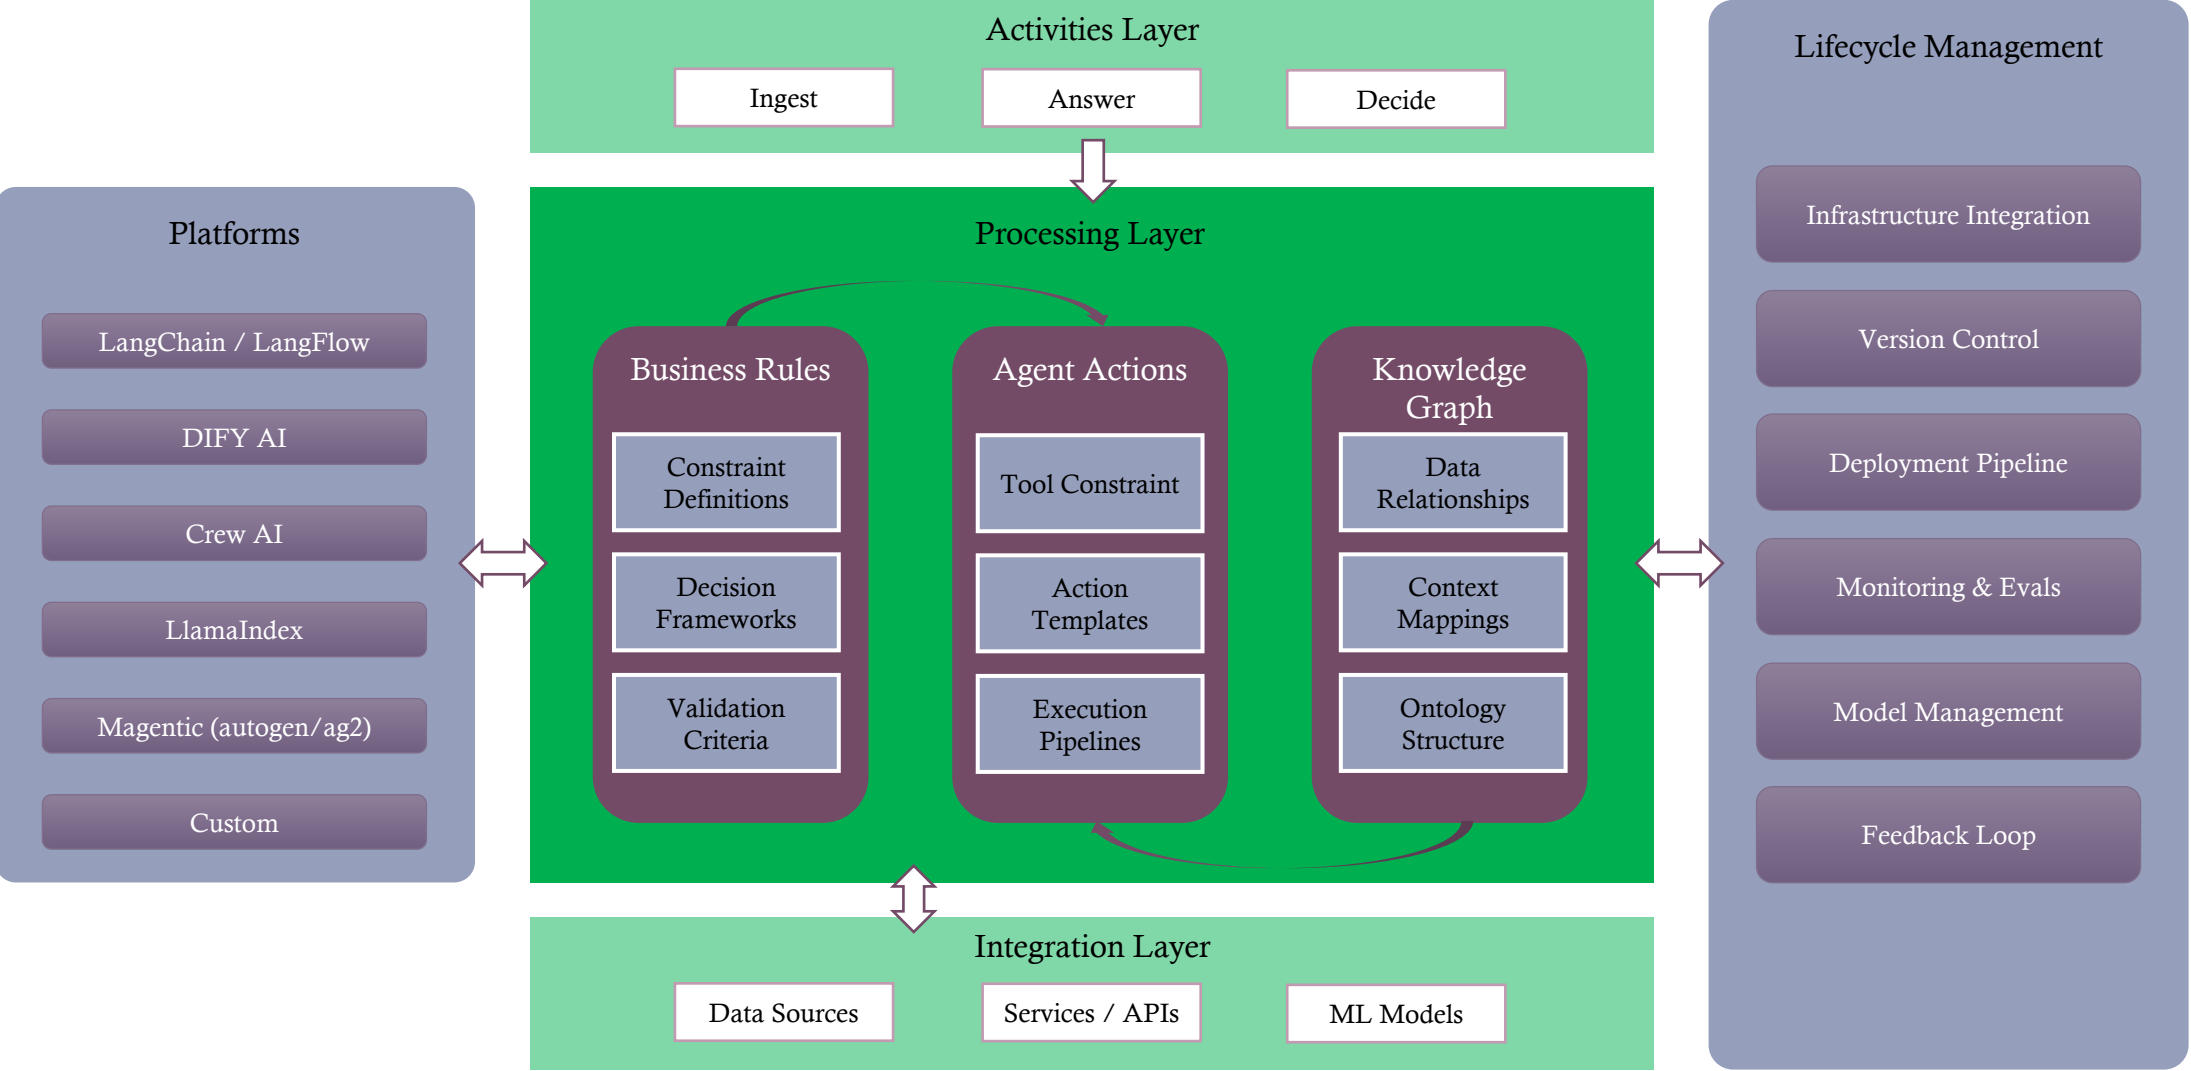 Activities Layer
Ingest
Answer
Decide
Lifecycle Management
Infrastructure Integration
Version Control
Deployment Pipeline
Monitoring & Evals
Model Management
Feedback Loop
Platforms
LangChain / LangFlow
DIFY AI
Crew AI
LlamaIndex
Magentic (autogen/ag2)
Custom
Processing Layer
Business Rules
Constraint
Definitions
Decision
Frameworks
Validation
Criteria
Agent Actions
Tool Constraint
Action
Templates
Execution
Pipelines
Knowledge
Graph
Data
Relationships
Context
Mappings
Ontology
Structure
Integration Layer
Data Sources
Services / APIs
ML Models